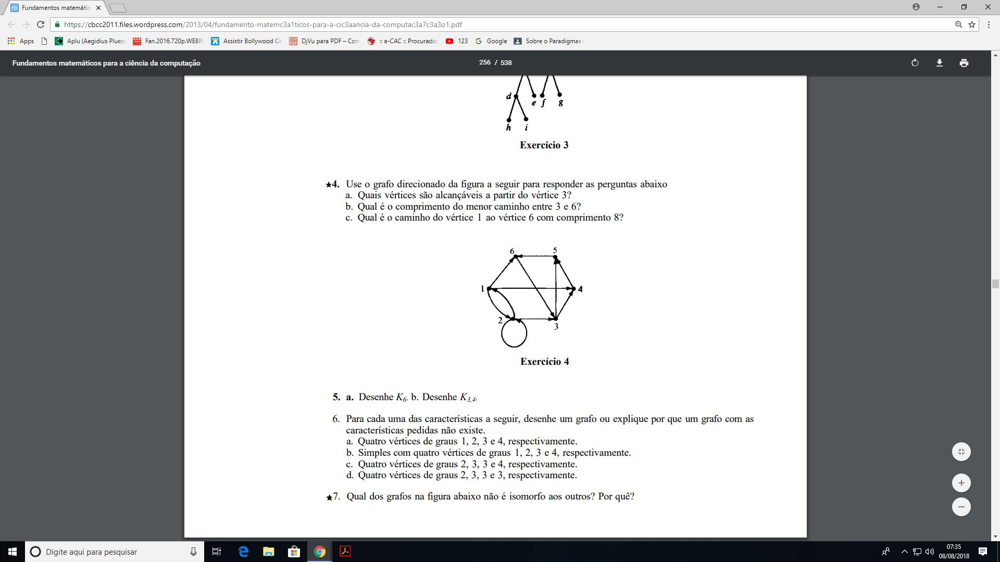 Fundamentos matemátic
https://cbcc2011.files.wordpress.com/2013/04/fundamento-matemc3a1ticos-para-a-cic3aancia-da-computac3a7c3a3o1.pdf
Apps Aplu (Aegidius Pluess Fan.2016.720p.WEBRi Assistir Bollywood On DjVu para PDF – Con :: e-CAC :: Procurador 123 Google Sobre o Paradigmas
Fundamentos matemáticos para a ciência da computação 256 / 538
d e f g
h i
Exercício 3
★4. Use o grafo direcionado da figura a seguir para responder as perguntas abaixo
a. Quais vértices são alcançáveis a partir do vértice 3?
b. Qual é o comprimento do menor caminho entre 3 e 6?
c. Qual é o caminho do vértice 1 ao vértice 6 com comprimento 8?
6 5
1 4
2 3
Exercício 4
5. a. Desenhe K6. b. Desenhe K3,4.
6. Para cada uma das características a seguir, desenhe um grafo ou explique por que um grafo com as
características pedidas não existe.
a. Quatro vértices de graus 1, 2, 3 e 4, respectivamente.
b. Simples com quatro vértices de graus 1, 2, 3 e 4, respectivamente.
c. Quatro vértices de graus 2, 3, 3 e 4, respectivamente.
d. Quatro vértices de graus 2, 3, 3 e 3, respectivamente.
★7. Qual dos grafos na figura abaixo não é isomorfo aos outros? Por quê?
Digite aqui para pesquisar
07:35
08/08/2018